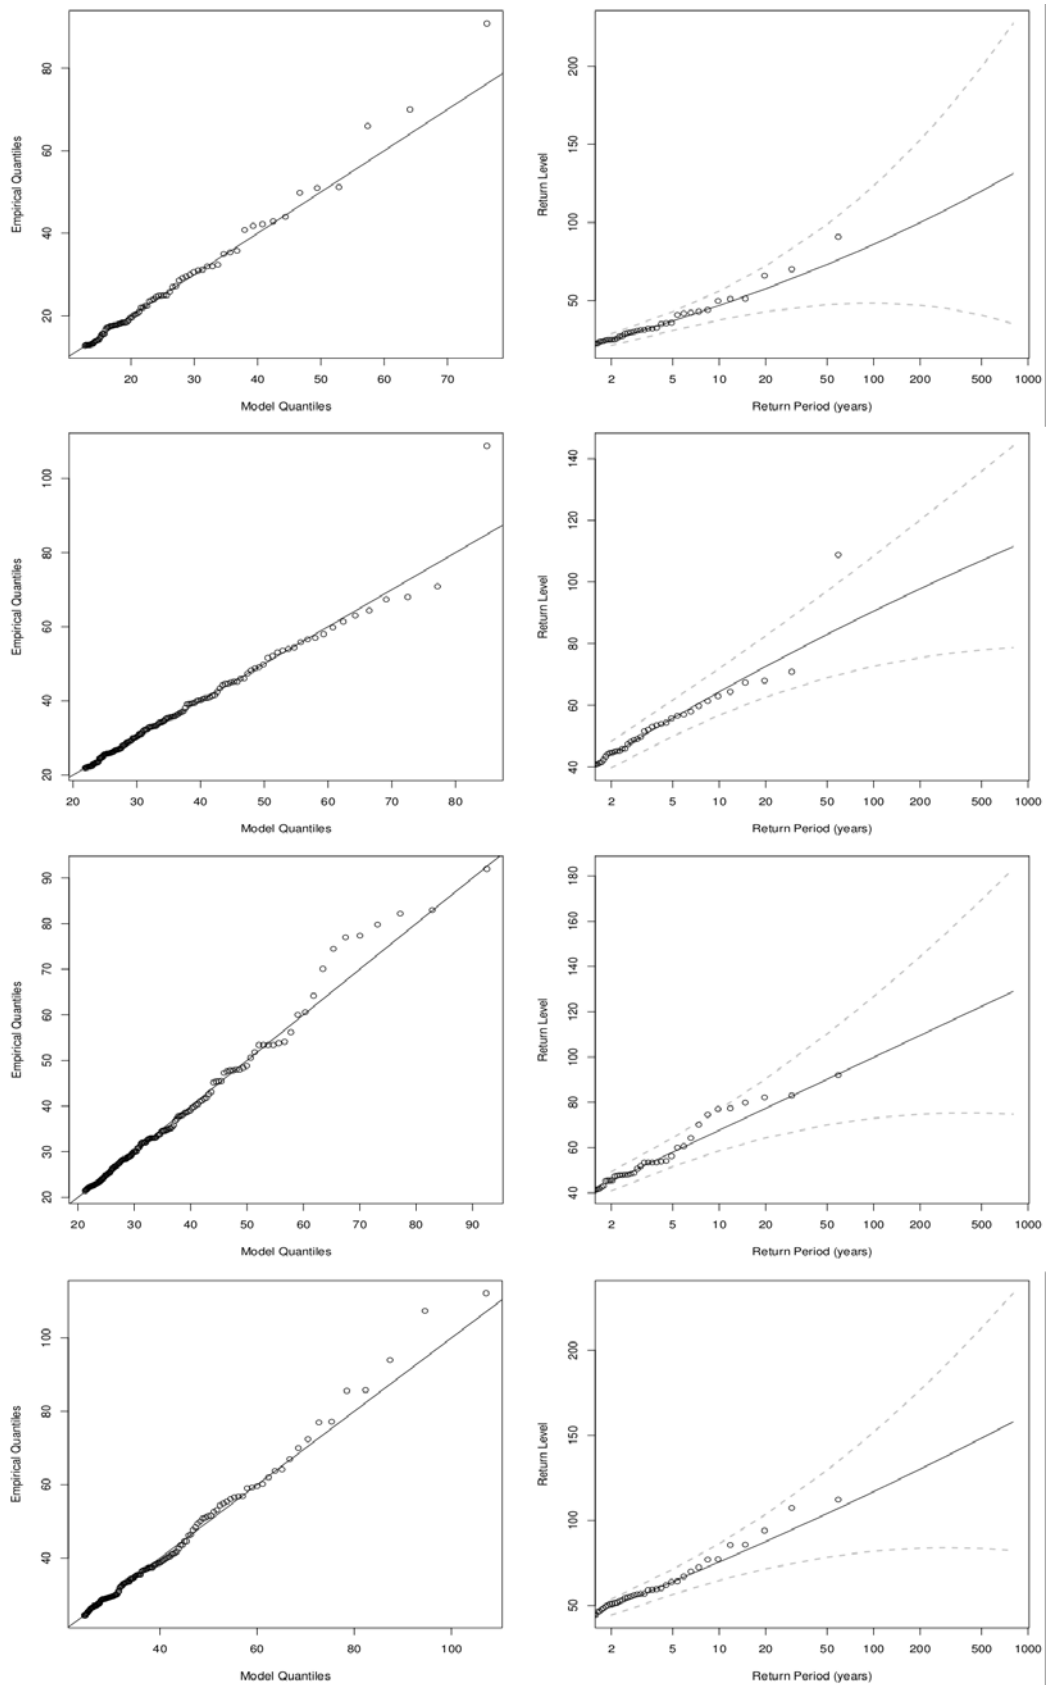 Empirical Quantiles
20 40 60 80
20 30 40 50 60 70
Model Quantiles
Return Level
50 100 150 200
2 5 10 20 50 100 200 500 1000
Return Period (years)
Empirical Quantiles
20 40 60 80 100
20 30 40 50 60 70 80
Model Quantiles
Return Level
40 60 80 100 120 140
2 5 10 20 50 100 200 500 1000
Return Period (years)
Empirical Quantiles
20 30 40 50 60 70 80 90
20 30 40 50 60 70 80 90
Model Quantiles
Return Level
40 60 80 100 120 140 160 180
2 5 10 20 50 100 200 500 1000
Return Period (years)
Empirical Quantiles
40 60 80 100
40 60 80 100
Model Quantiles
Return Level
50 100 150 200
2 5 10 20 50 100 200 500 1000
Return Period (years)